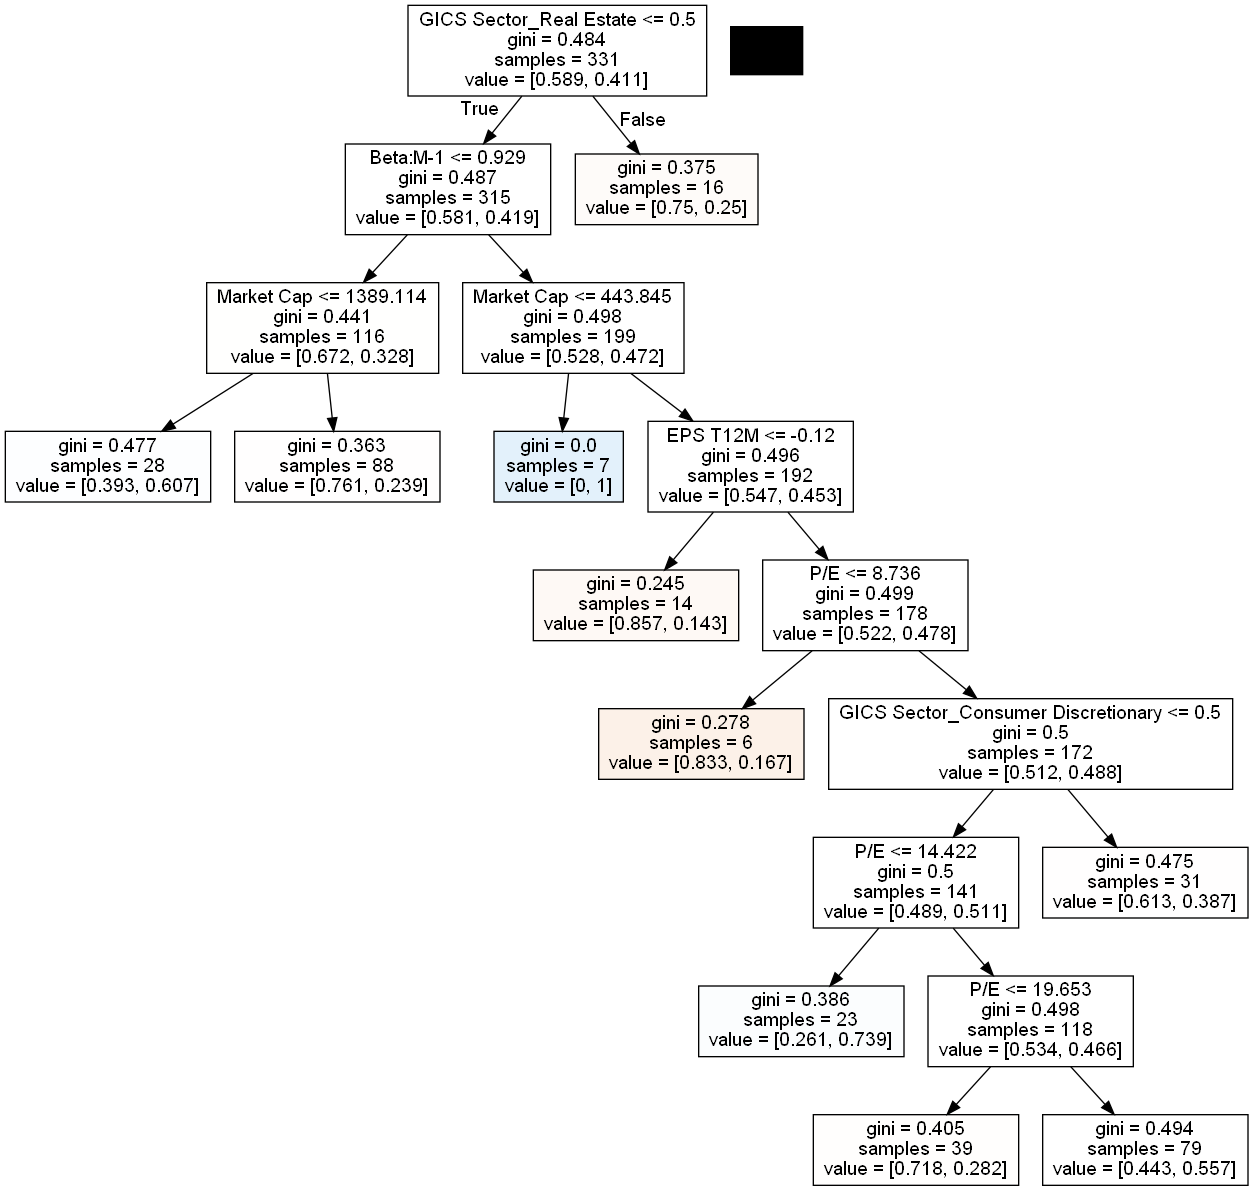 GICS Sector_Real Estate <= 0.5
gini = 0.484
samples = 331
value = [0.589, 0.411]
True
False
Beta:M-1 <= 0.929
gini = 0.487
samples = 315
value = [0.581, 0.419]
gini = 0.375
samples = 16
value = [0.75, 0.25]
Market Cap <= 1389.114
gini = 0.441
samples = 116
value = [0.672, 0.328]
Market Cap <= 443.845
gini = 0.498
samples = 199
value = [0.528, 0.472]
gini = 0.477
samples = 28
value = [0.393, 0.607]
gini = 0.363
samples = 88
value = [0.761, 0.239]
gini = 0.0
samples = 7
value = [0, 1]
EPS T12M <= -0.12
gini = 0.496
samples = 192
value = [0.547, 0.453]
gini = 0.245
samples = 14
value = [0.857, 0.143]
P/E <= 8.736
gini = 0.499
samples = 178
value = [0.522, 0.478]
gini = 0.278
samples = 6
value = [0.833, 0.167]
GICS Sector_Consumer Discretionary <= 0.5
gini = 0.5
samples = 172
value = [0.512, 0.488]
P/E <= 14.422
gini = 0.5
samples = 141
value = [0.489, 0.511]
gini = 0.475
samples = 31
value = [0.613, 0.387]
gini = 0.386
samples = 23
value = [0.261, 0.739]
P/E <= 19.653
gini = 0.498
samples = 118
value = [0.534, 0.466]
gini = 0.405
samples = 39
value = [0.718, 0.282]
gini = 0.494
samples = 79
value = [0.443, 0.557]